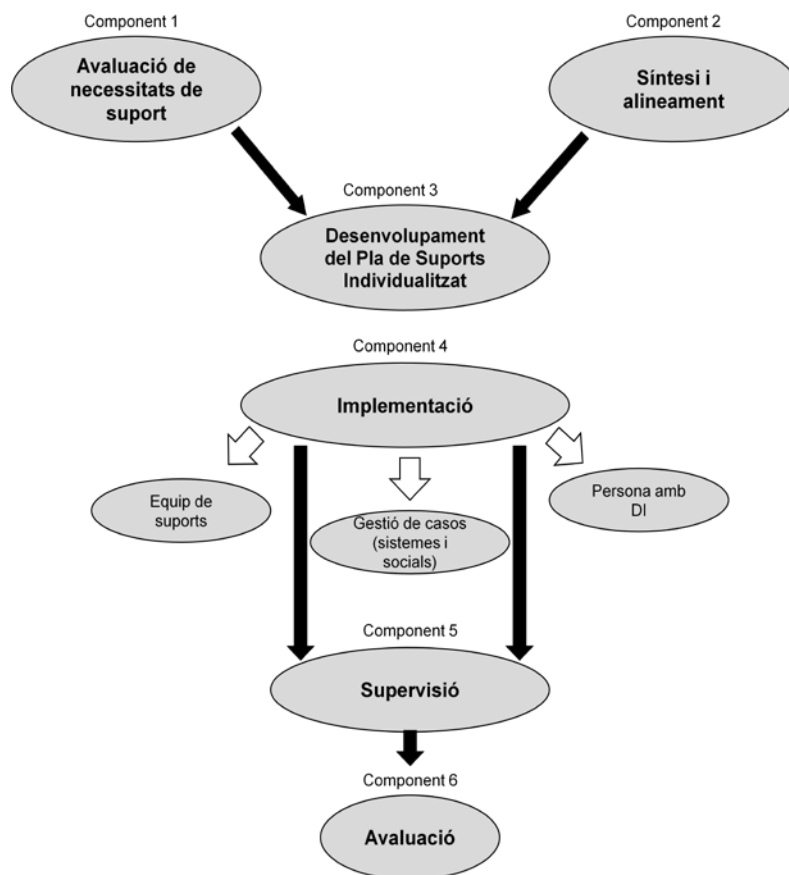 Component 1
Component 2
Avaluació de
necessitats de
suport
Síntesi i
alineament
Component 3
Desenvolupament
del Pla de Suports
Individualitzat
Component 4
Implementació
Equip de
suports
Gestió de casos
(sistemes i
socials)
Persona amb
DI
Component 5
Supervisió
Component 6
Avaluació